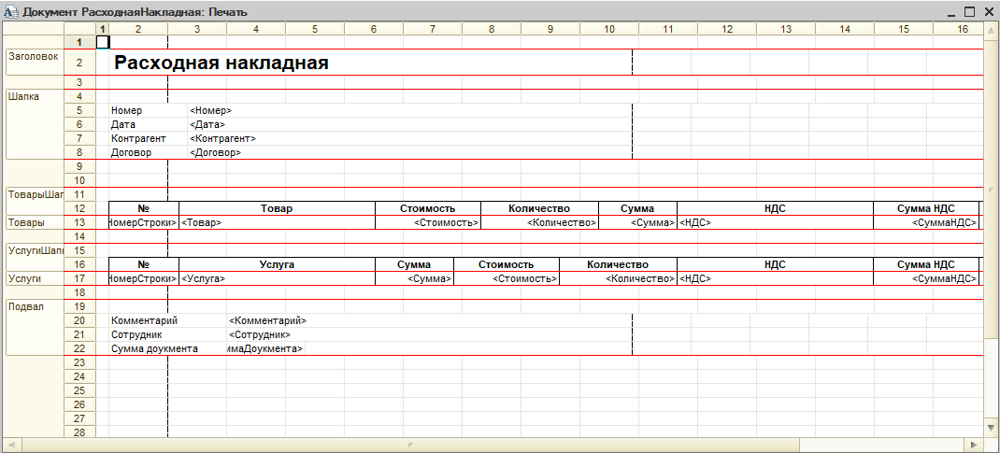 Документ РасходнаяНакладная: Печать
1 2 3 4 5 6 7 8 9 10 11 12 13 14 15 16
1
Заголовок 2 Расходная накладная
3
Шапка 4
5 Номер <Номер>
6 Дата <Дата>
7 Контрагент <Контрагент>
8 Договор <Договор>
9
10
ТоварыШап 11
12 № Товар Стоимость Количество Сумма НДС Сумма НДС
Товары 13 НомерСтроки> <Товар> <Стоимость> <Количество> <Сумма> <НДС> <СуммаНДС>
14
УслугиШап 15
16 № Услуга Сумма Стоимость Количество НДС Сумма НДС
Услуги 17 НомерСтроки> <Услуга> <Сумма> <Стоимость> <Количество> <НДС> <СуммаНДС>
18
Подвал 19
20 Комментарий <Комментарий>
21 Сотрудник <Сотрудник>
22 Сумма доукмента ммаДоукмента>
23
24
25
26
27
28